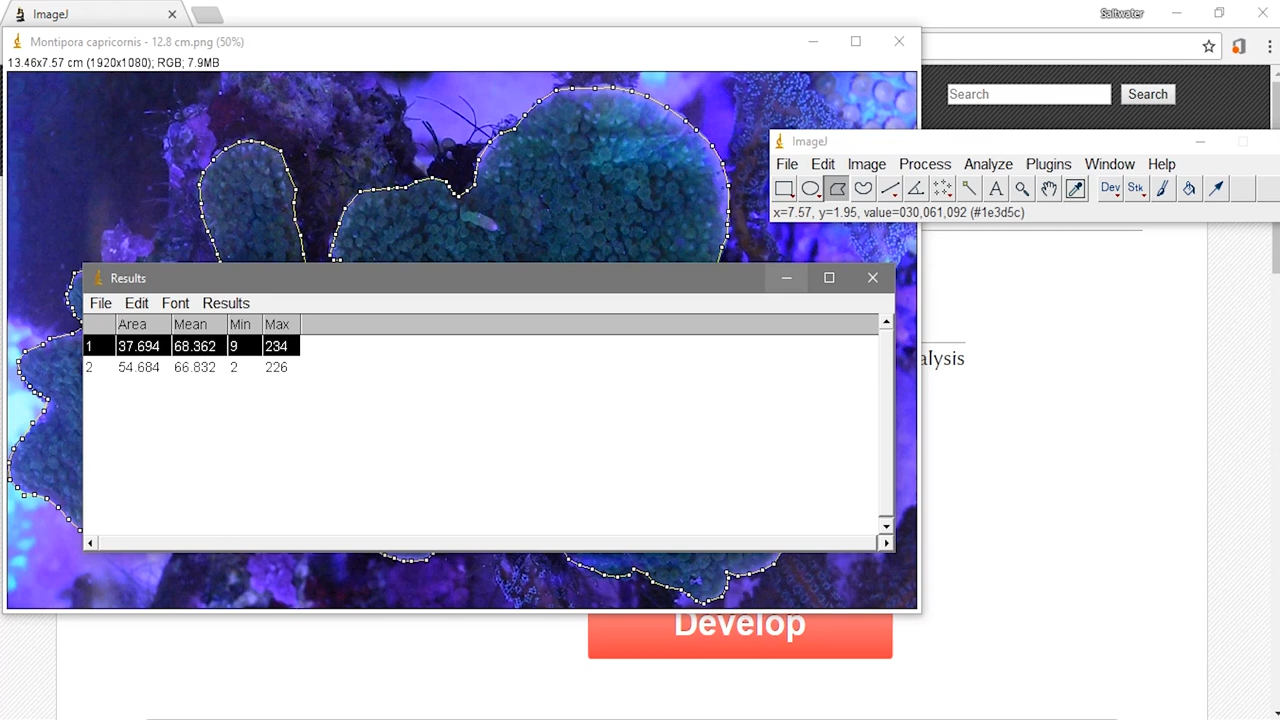 ImageJ
Saltwater
Montipora capricornis - 12.8 cm.png (50%)
13.46x7.57 cm (1920x1080); RGB; 7.9MB
Search Search
ImageJ
File Edit Image Process Analyze Plugins Window Help
A Dev Stk
x=7.57, y=1.95, value=030,061,092 (#1e3d5c)
Results
File Edit Font Results
Area Mean Min Max
1 37.694 68.362 9 234
2 54.684 66.832 2 226
alysis
Develop